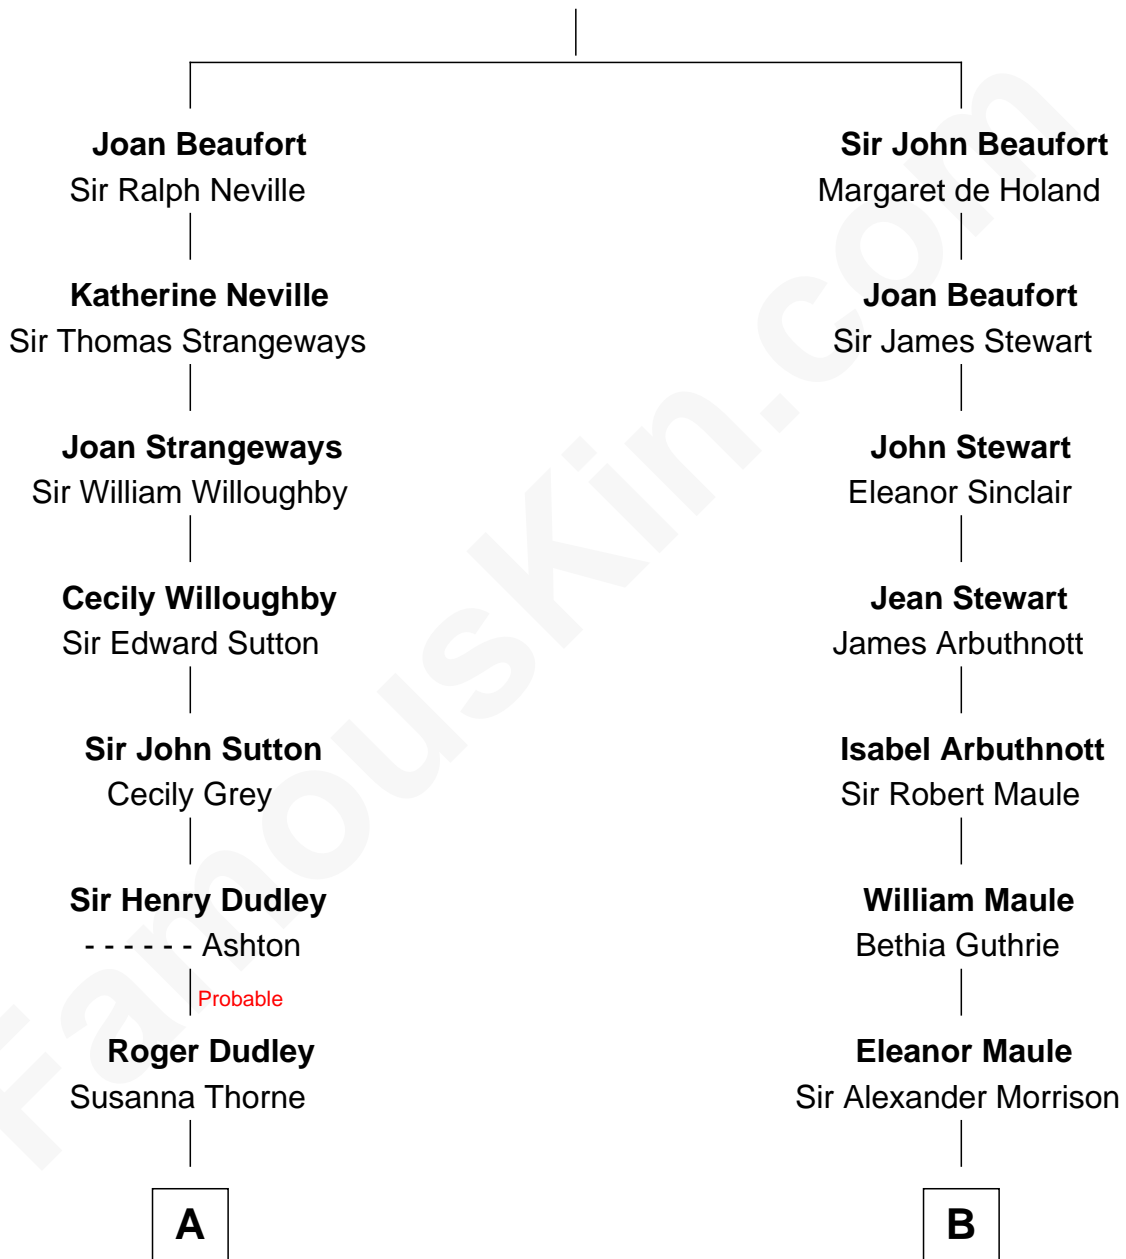 Joan Beaufort
Sir Ralph Neville
Katherine Neville
Sir Thomas Strangeways
Joan Strangeways
Sir William Willoughby
Cecily Willoughby
Sir Edward Sutton
Sir John Sutton
Cecily Grey
Sir Henry Dudley
- - - - - - Ashton
Probable
Roger Dudley
Susanna Thorne
A
Sir John Beaufort
Margaret de Holand
Joan Beaufort
Sir James Stewart
John Stewart
Eleanor Sinclair
Jean Stewart
James Arbuthnott
Isabel Arbuthnott
Sir Robert Maule
William Maule
Bethia Guthrie
Eleanor Maule
Sir Alexander Morrison
B
FamousKin.com